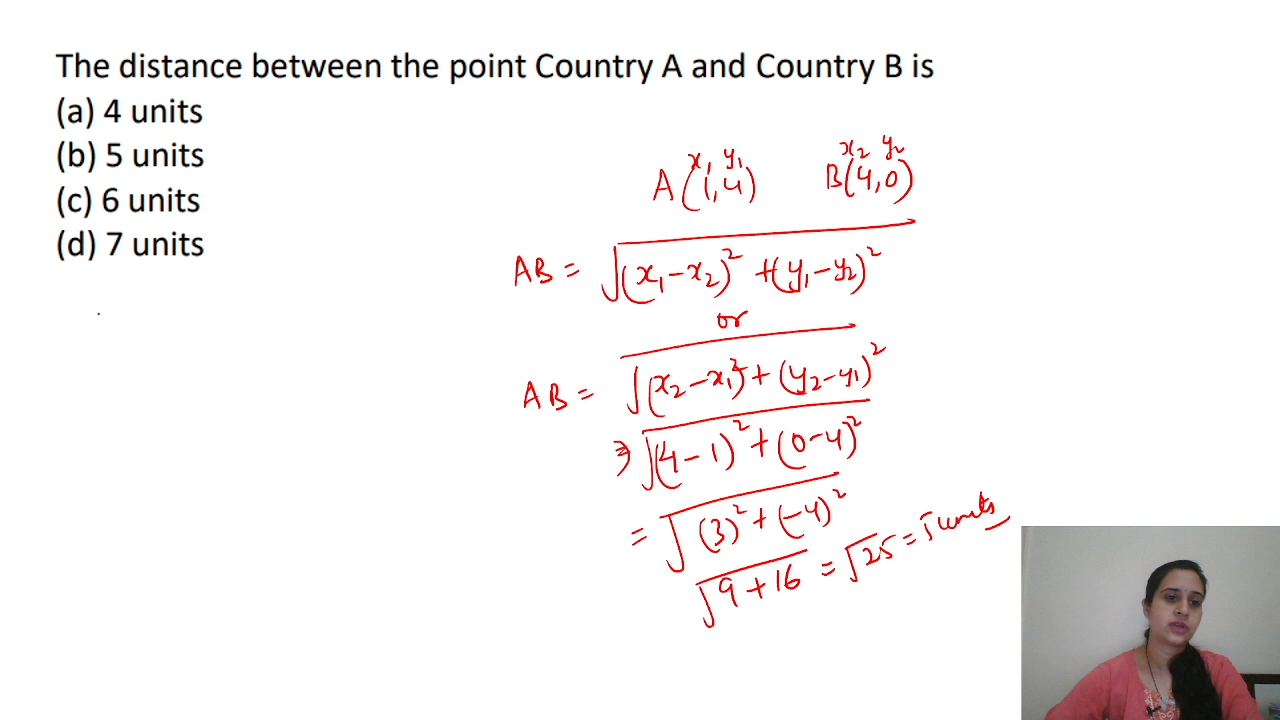 The distance between the point Country A and Country B is
(a) 4 units
(b) 5 units
(c) 6 units
(d) 7 units
x₁ y₁ x₂ y₂
A(1,4) B(4,0)
AB = √(x₁-x₂)² +(y₁-y₂)²
or
AB = √(x₂-x₁)²+(y₂-y₁)²
= √(4-1)²+(0-4)²
= √(3)²+(-4)²
√9+16 = √25 = 5 units